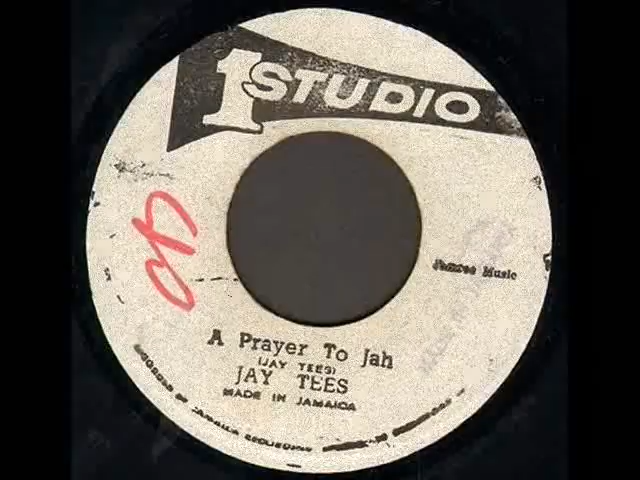 1 STUDIO
Jamrec Music
A Prayer To Jah
(JAY TEES)
JAY TEES
MADE IN JAMAICA